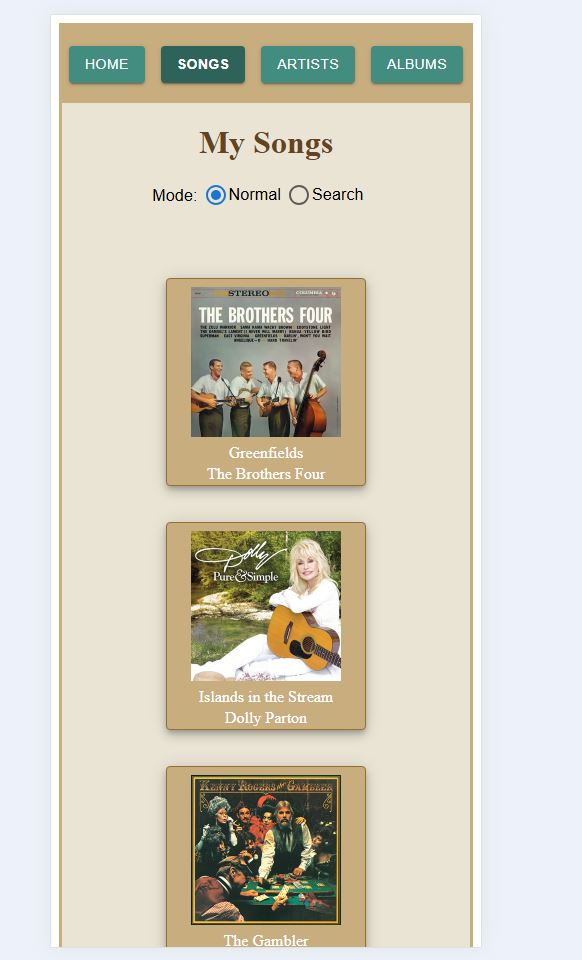 HOME SONGS ARTISTS ALBUMS
My Songs
Mode: Normal Search
STEREO COLUMBIA
THE BROTHERS FOUR
Greenfields
The Brothers Four
Dolly
Pure & Simple
Islands in the Stream
Dolly Parton
KENNY ROGERS the GAMBLER
The Gambler